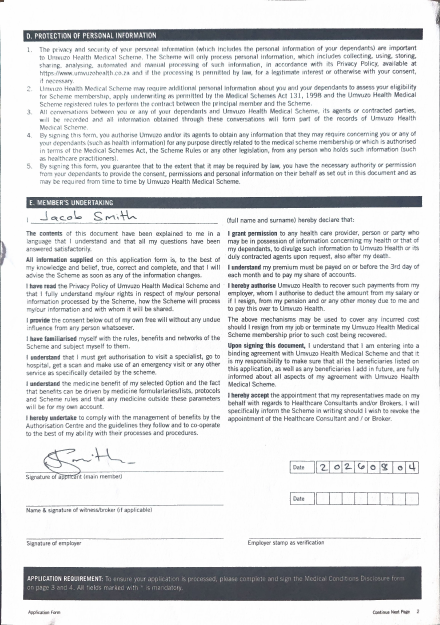 D. PROTECTION OF PERSONAL INFORMATION
1. The privacy and security of your personal information (which includes the personal information of your dependants) are important
to Umvuzo Health Medical Scheme. The Scheme will only process personal information, which includes collecting, using, storing,
sharing, analysing, automated and manual processing of such information, in accordance with its Privacy Policy, available at
https://www.umvuzohealth.co.za and if the processing is permitted by law, for a legitimate interest or otherwise with your consent,
if necessary.
2. Umvuzo Health Medical Scheme may require additional personal information about you and your dependants to assess your eligibility
for Scheme membership, apply underwriting as permitted by the Medical Schemes Act 131, 1998 and the Umvuzo Health Medical
Scheme registered rules to perform the contract between the principal member and the Scheme.
3. All conversations between you or any of your dependants and Umvuzo Health Medical Scheme, its agents or contracted parties,
will be recorded and all information obtained through these conversations will form part of the records of Umvuzo Health
Medical Scheme.
4. By signing this form, you authorise Umvuzo and/or its agents to obtain any information that they may require concerning you or any of
your dependants (such as health information) for any purpose directly related to the medical scheme membership or which is authorised
in terms of the Medical Schemes Act, the Scheme Rules or any other legislation, from any person who holds such information (such
as healthcare practitioners).
5. By signing this form, you guarantee that to the extent that it may be required by law, you have the necessary authority or permission
from your dependants to provide the consent, permissions and personal information on their behalf as set out in this document and as
may be required from time to time by Umvuzo Health Medical Scheme.
E. MEMBER'S UNDERTAKING
I Jacob Smith (full name and surname) hereby declare that:
The contents of this document have been explained to me in a
language that I understand and that all my questions have been
answered satisfactorily.
All information supplied on this application form is, to the best of
my knowledge and belief, true, correct and complete, and that I will
advise the Scheme as soon as any of the information changes.
I have read the Privacy Policy of Umvuzo Health Medical Scheme and
that I fully understand my/our rights in respect of my/our personal
information processed by the Scheme, how the Scheme will process
my/our information and with whom it will be shared.
I provide the consent below out of my own free will without any undue
influence from any person whatsoever.
I have familiarised myself with the rules, benefits and networks of the
Scheme and subject myself to them.
I understand that I must get authorisation to visit a specialist, go to
hospital, get a scan and make use of an emergency visit or any other
service as specifically detailed by the scheme.
I understand the medicine benefit of my selected Option and the fact
that benefits can be driven by medicine formularies/lists, protocols
and Scheme rules and that any medicine outside these parameters
will be for my own account.
I hereby undertake to comply with the management of benefits by the
Authorisation Centre and the guidelines they follow and to co-operate
to the best of my ability with their processes and procedures.
I grant permission to any health care provider, person or party who
may be in possession of information concerning my health or that of
my dependants, to divulge such information to Umvuzo Health or its
duly contracted agents upon request, also after my death.
I understand my premium must be payed on or before the 3rd day of
each month and to pay my share of accounts.
I hereby authorise Umvuzo Health to recover such payments from my
employer, whom I authorise to deduct the amount from my salary or
if I resign, from my pension and or any other money due to me and
to pay this over to Umvuzo Health.
The above mechanisms may be used to cover any incurred cost
should I resign from my job or terminate my Umvuzo Health Medical
Scheme membership prior to such cost being recovered.
Upon signing this document, I understand that I am entering into a
binding agreement with Umvuzo Health Medical Scheme and that it
is my responsibility to make sure that all the beneficiaries listed on
this application, as well as any beneficiaries I add in future, are fully
informed about all aspects of my agreement with Umvuzo Health
Medical Scheme.
I hereby accept the appointment that representatives made on my
behalf with regards to Healthcare Consultants and/or Brokers. I will
specifically inform the Scheme in writing should I wish to revoke the
appointment of the Healthcare Consultant and / or Broker.
Smith
Signature of applicant (main member)
Date 20260804
Name & signature of witness/broker (if applicable)
Date
Signature of employer
Employer stamp as verification
APPLICATION REQUIREMENT: To ensure your application is processed, please complete and sign the Medical Conditions Disclosure form
on page 3 and 4. All fields marked with * is mandatory.
Application Form
Continue Next Page 2